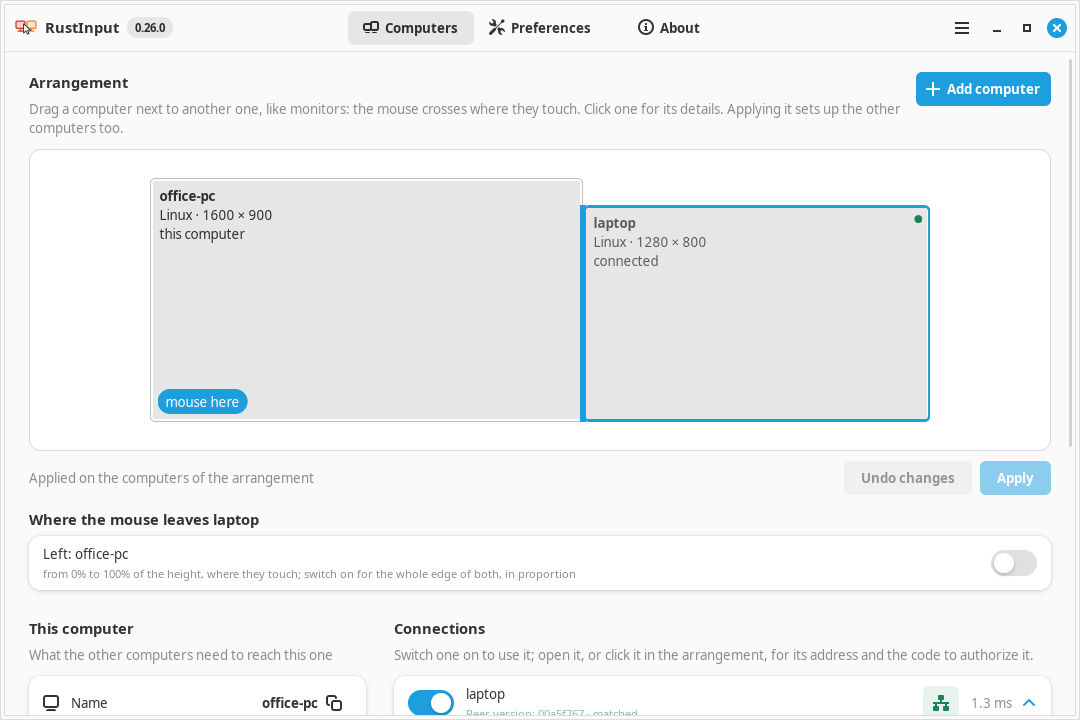 RustInput 0.26.0 Computers Preferences About
Arrangement
Add computer
Drag a computer next to another one, like monitors: the mouse crosses where they touch. Click one for its details. Applying it sets up the other
computers too.
office-pc
Linux · 1600 × 900
this computer
mouse here
laptop
Linux · 1280 × 800
connected
Applied on the computers of the arrangement
Undo changes Apply
Where the mouse leaves laptop
Left: office-pc
from 0% to 100% of the height, where they touch; switch on for the whole edge of both, in proportion
This computer
What the other computers need to reach this one
Name office-pc
Connections
Switch one on to use it; open it, or click it in the arrangement, for its address and the code to authorize it.
laptop
Peer version: 00a5f767 · matched
1.3 ms